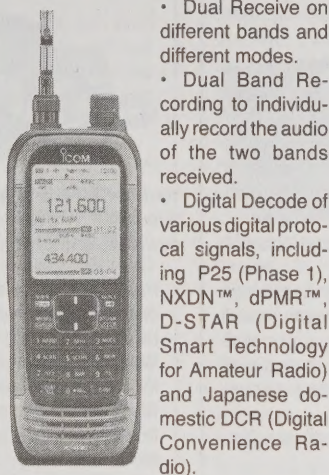 ICOM
121.600
434.400
• Dual Receive on
different bands and
different modes.
• Dual Band Re-
cording to individu-
ally record the audio
of the two bands
received.
• Digital Decode of
various digital proto-
cal signals, includ-
ing P25 (Phase 1),
NXDN™, dPMR™,
D-STAR (Digital
Smart Technology
for Amateur Radio)
and Japanese do-
mestic DCR (Digital
Convenience Ra-
dio).